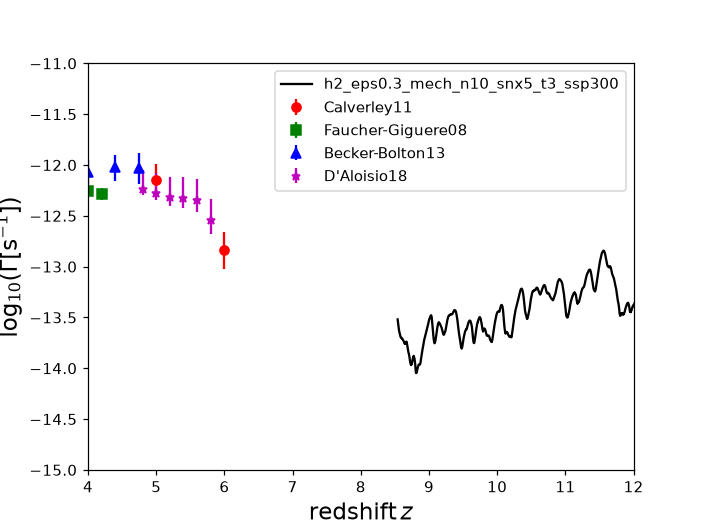 −11.0
−11.5
−12.0
−12.5
−13.0
−13.5
−14.0
−14.5
−15.0
log₁₀(Γ[s⁻¹])
h2_eps0.3_mech_n10_snx5_t3_ssp300
Calverley11
Faucher-Giguere08
Becker-Bolton13
D'Aloisio18
4 5 6 7 8 9 10 11 12
redshift z